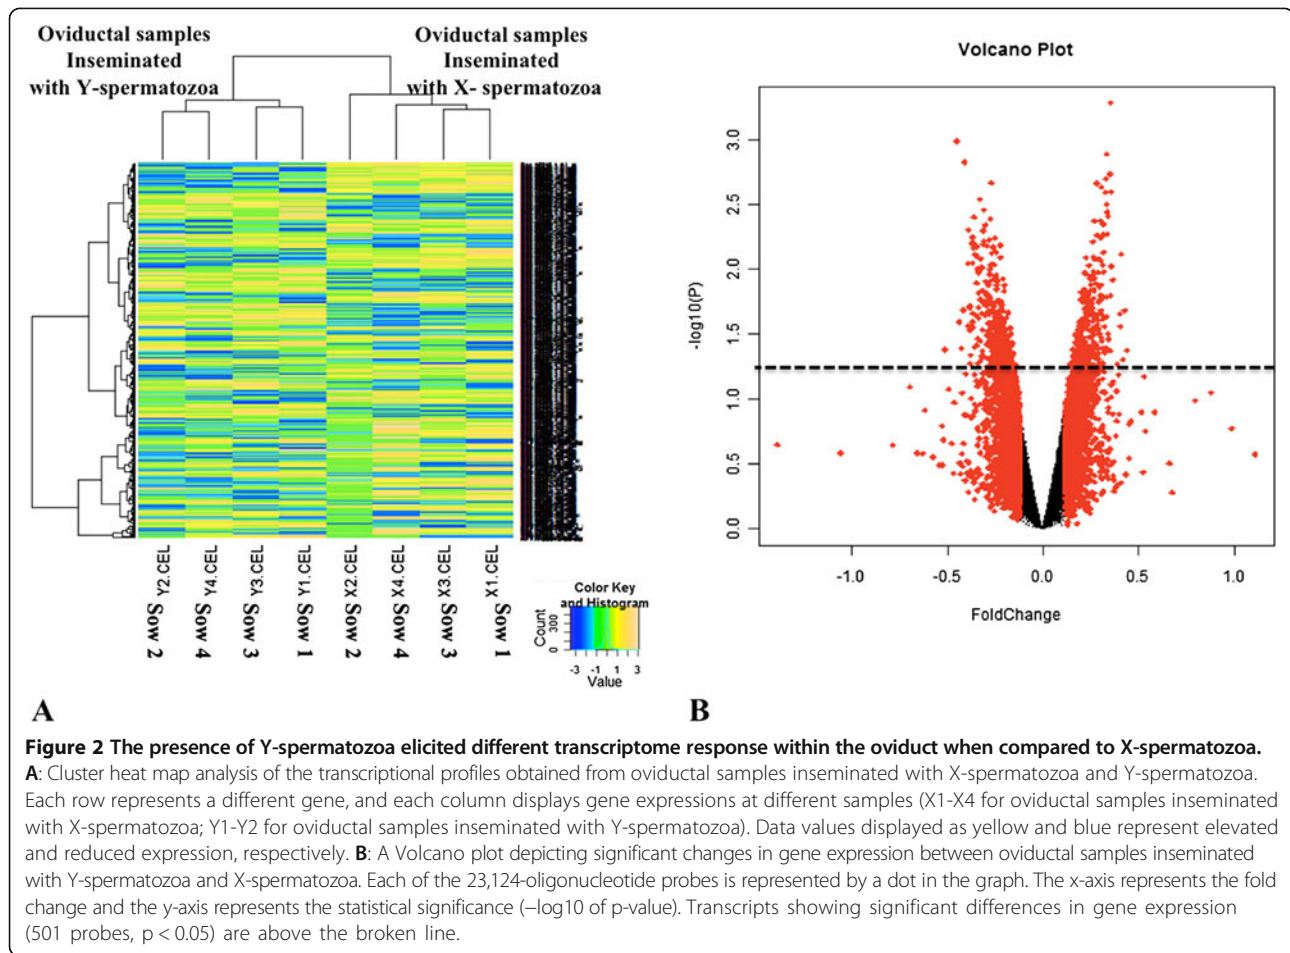 Oviductal samples
Inseminated
with Y-spermatozoa
Oviductal samples
Inseminated
with X- spermatozoa
Sow 2 Y2.CEL
Sow 4 Y4.CEL
Sow 3 Y3.CEL
Sow 1 Y1.CEL
Sow 2 X2.CEL
Sow 4 X4.CEL
Sow 3 X3.CEL
Sow 1 X1.CEL
Color Key
and Histogram
Count
0 300
-3 -1 1 3
Value
A
Volcano Plot
-log10(P)
3.0
2.5
2.0
1.5
1.0
0.5
0.0
-1.0 -0.5 0.0 0.5 1.0
FoldChange
B
Figure 2 The presence of Y-spermatozoa elicited different transcriptome response within the oviduct when compared to X-spermatozoa.
A: Cluster heat map analysis of the transcriptional profiles obtained from oviductal samples inseminated with X-spermatozoa and Y-spermatozoa.
Each row represents a different gene, and each column displays gene expressions at different samples (X1-X4 for oviductal samples inseminated
with X-spermatozoa; Y1-Y2 for oviductal samples inseminated with Y-spermatozoa). Data values displayed as yellow and blue represent elevated
and reduced expression, respectively. B: A Volcano plot depicting significant changes in gene expression between oviductal samples inseminated
with Y-spermatozoa and X-spermatozoa. Each of the 23,124-oligonucleotide probes is represented by a dot in the graph. The x-axis represents the fold
change and the y-axis represents the statistical significance (−log10 of p-value). Transcripts showing significant differences in gene expression
(501 probes, p < 0.05) are above the broken line.